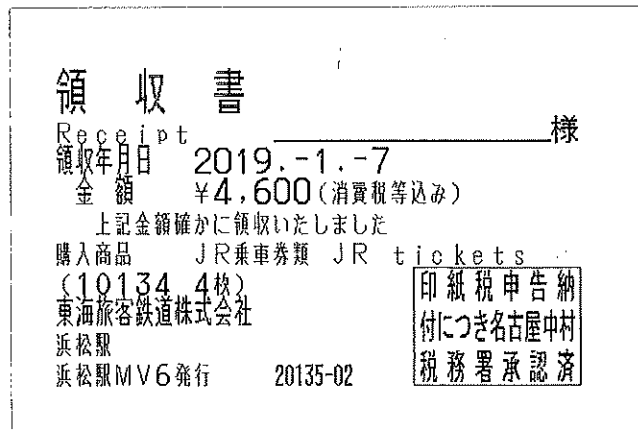 領収書
Receipt 様
領収年月日 2019.-1.-7
金額 ¥4,600(消費税等込み)
上記金額確かに領収いたしました
購入商品 JR乗車券類 JR tickets
(10134 4枚)
東海旅客鉄道株式会社
浜松駅
浜松駅MV6発行 20135-02
印紙税申告納
付につき名古屋中村
税務署承認済